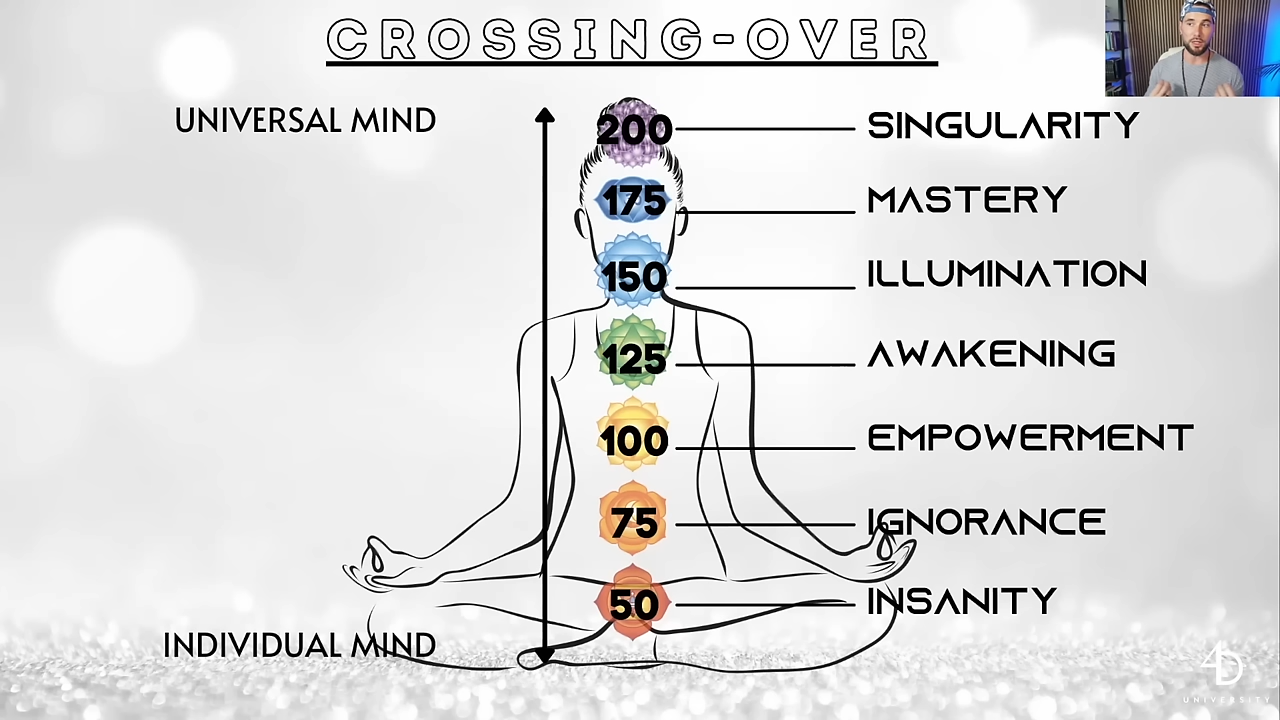 CROSSING-OVER
UNIVERSAL MIND
200 SINGULARITY
175 MASTERY
150 ILLUMINATION
125 AWAKENING
100 EMPOWERMENT
75 IGNORANCE
50 INSANITY
INDIVIDUAL MIND
4D
UNIVERSITY